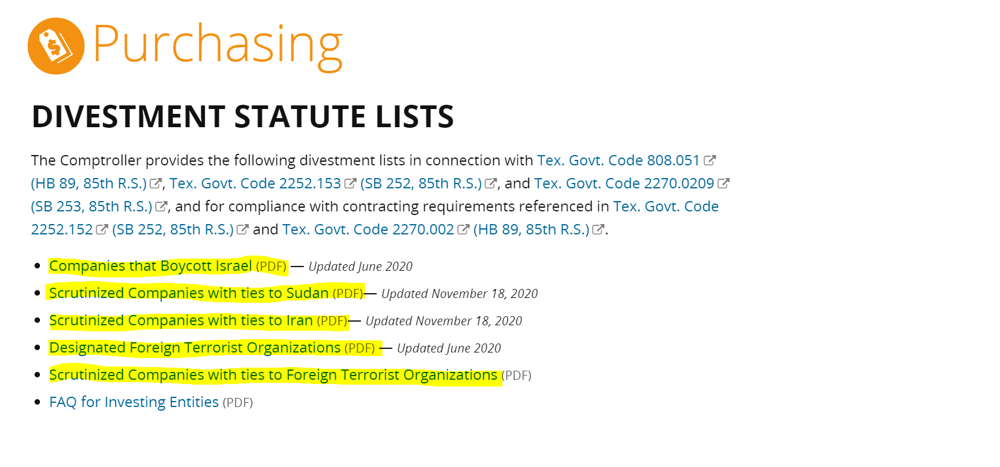 Purchasing
DIVESTMENT STATUTE LISTS
The Comptroller provides the following divestment lists in connection with Tex. Govt. Code 808.051
(HB 89, 85th R.S.), Tex. Govt. Code 2252.153 (SB 252, 85th R.S.), and Tex. Govt. Code 2270.0209
(SB 253, 85th R.S.), and for compliance with contracting requirements referenced in Tex. Govt. Code
2252.152 (SB 252, 85th R.S.) and Tex. Govt. Code 2270.002 (HB 89, 85th R.S.).
• Companies that Boycott Israel (PDF) — Updated June 2020
• Scrutinized Companies with ties to Sudan (PDF)— Updated November 18, 2020
• Scrutinized Companies with ties to Iran (PDF)— Updated November 18, 2020
• Designated Foreign Terrorist Organizations (PDF) — Updated June 2020
• Scrutinized Companies with ties to Foreign Terrorist Organizations (PDF)
• FAQ for Investing Entities (PDF)